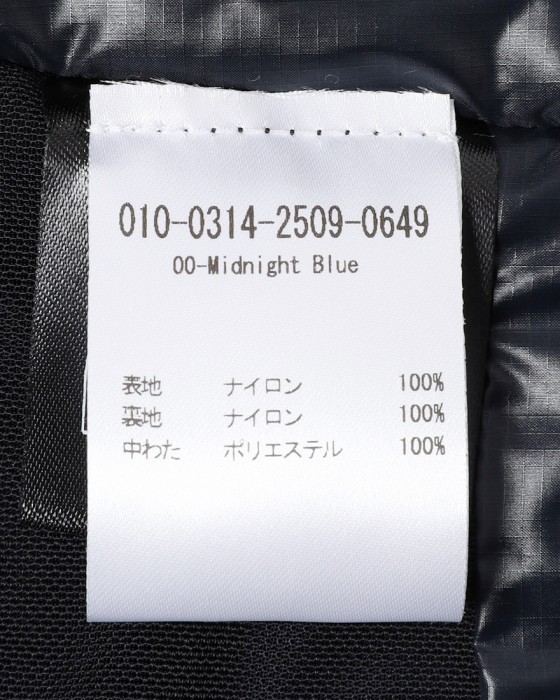 010-0314-2509-0649
00-Midnight Blue
表地 ナイロン 100%
裏地 ナイロン 100%
中わた ポリエステル 100%